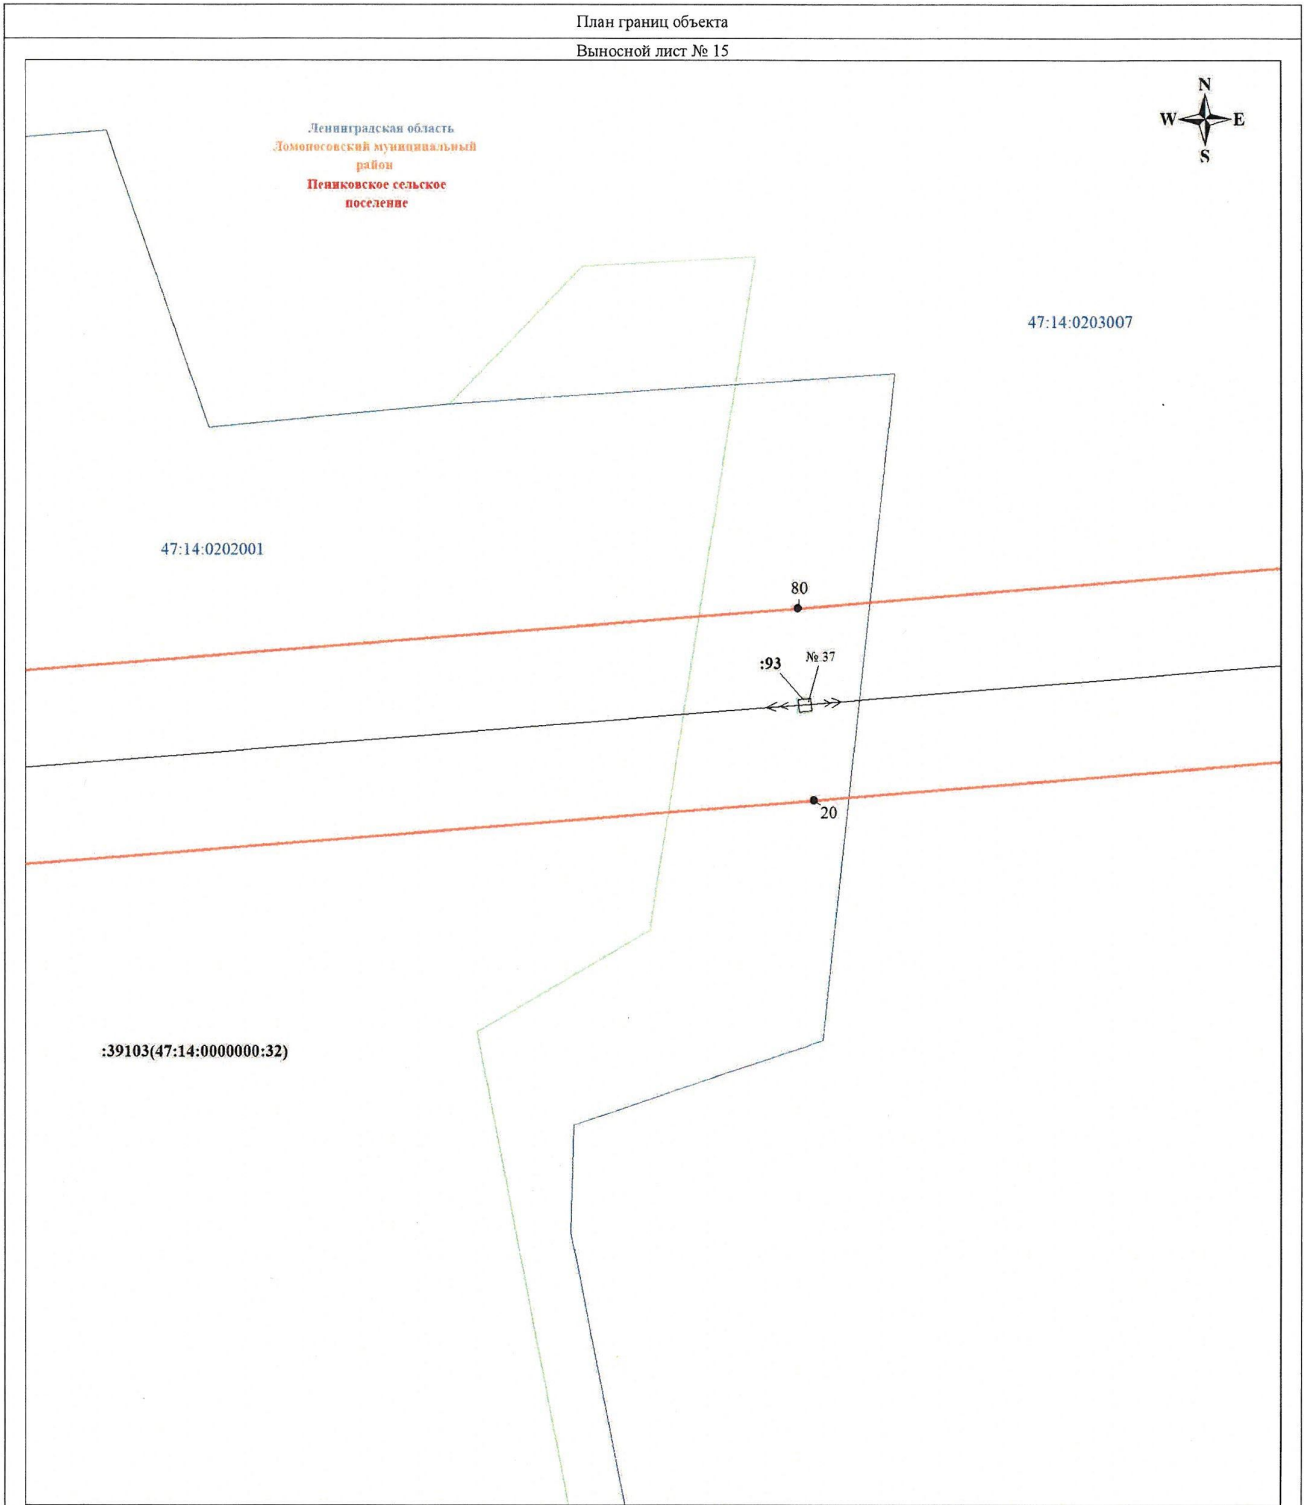 План границ объекта
Выносной лист № 15
N
W E
S
Ленинградская область
Ломоносовский муниципальный
район
Пениковское сельское
поселение
47:14:0203007
47:14:0202001
80
:93 № 37
20
:39103(47:14:0000000:32)